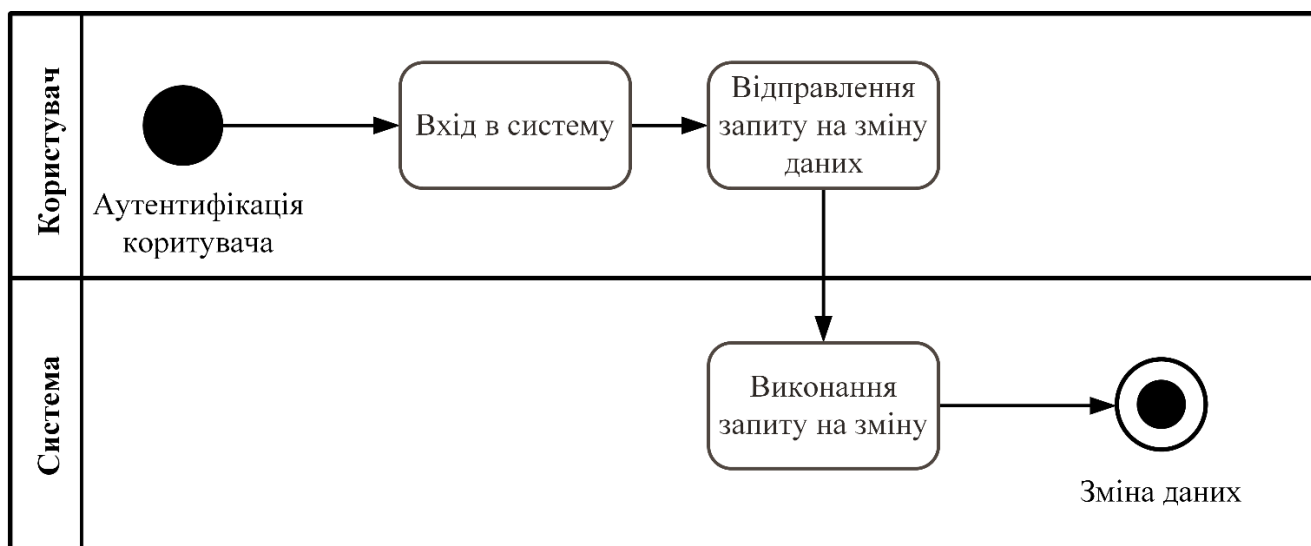 Користувач
Аутентифікація
коритувача
Вхід в систему
Відправлення
запиту на зміну
даних
Система
Виконання
запиту на зміну
Зміна даних